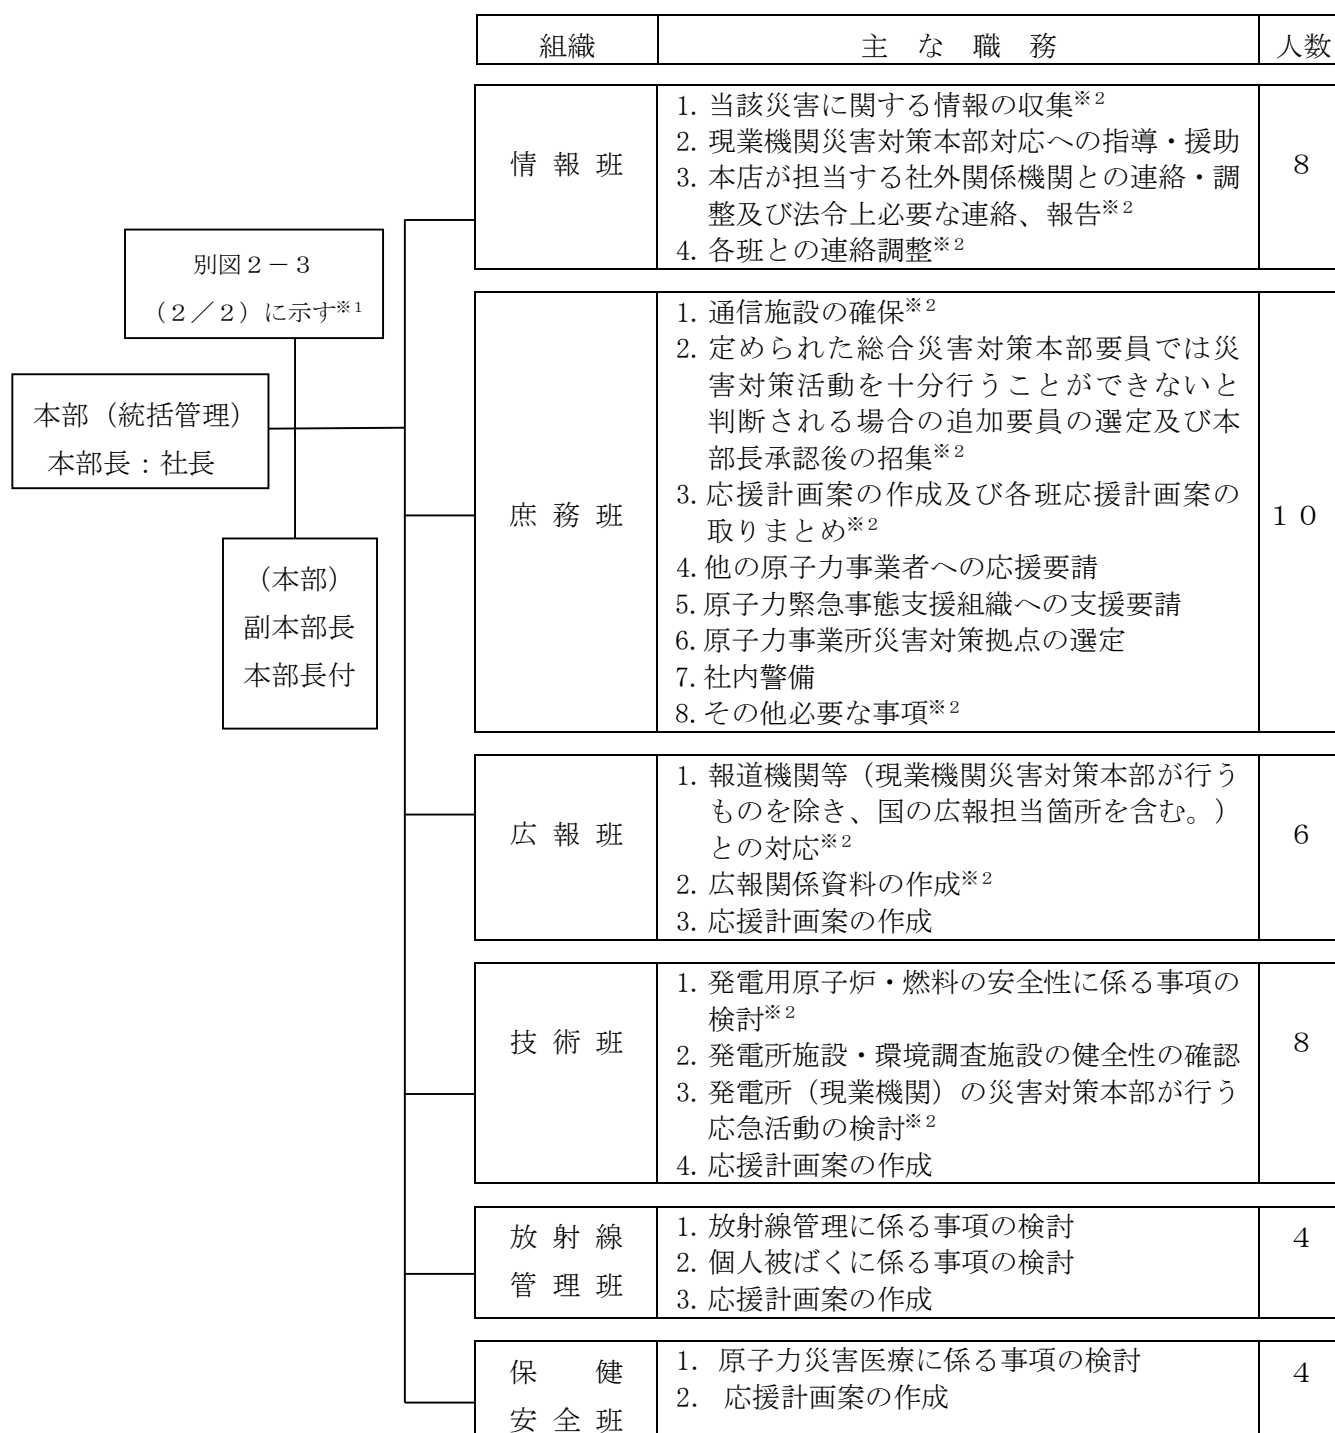 組織 主な職務 人数
別図2-3
(2/2)に示す※1
本部(統括管理)
本部長:社長
(本部)
副本部長
本部長付
情報班
1. 当該災害に関する情報の収集※2
2. 現業機関災害対策本部対応への指導・援助
3. 本店が担当する社外関係機関との連絡・調
整及び法令上必要な連絡、報告※2
4. 各班との連絡調整※2
8
庶務班
1. 通信施設の確保※2
2. 定められた総合災害対策本部要員では災
害対策活動を十分行うことができないと
判断される場合の追加要員の選定及び本
部長承認後の招集※2
3. 応援計画案の作成及び各班応援計画案の
取りまとめ※2
4. 他の原子力事業者への応援要請
5. 原子力緊急事態支援組織への支援要請
6. 原子力事業所災害対策拠点の選定
7. 社内警備
8. その他必要な事項※2
10
広報班
1. 報道機関等(現業機関災害対策本部が行う
ものを除き、国の広報担当箇所を含む。)
との対応※2
2. 広報関係資料の作成※2
3. 応援計画案の作成
6
技術班
1. 発電用原子炉・燃料の安全性に係る事項の
検討※2
2. 発電所施設・環境調査施設の健全性の確認
3. 発電所(現業機関)の災害対策本部が行う
応急活動の検討※2
4. 応援計画案の作成
8
放射線
管理班
1. 放射線管理に係る事項の検討
2. 個人被ばくに係る事項の検討
3. 応援計画案の作成
4
保健
安全班
1. 原子力災害医療に係る事項の検討
2. 応援計画案の作成
4